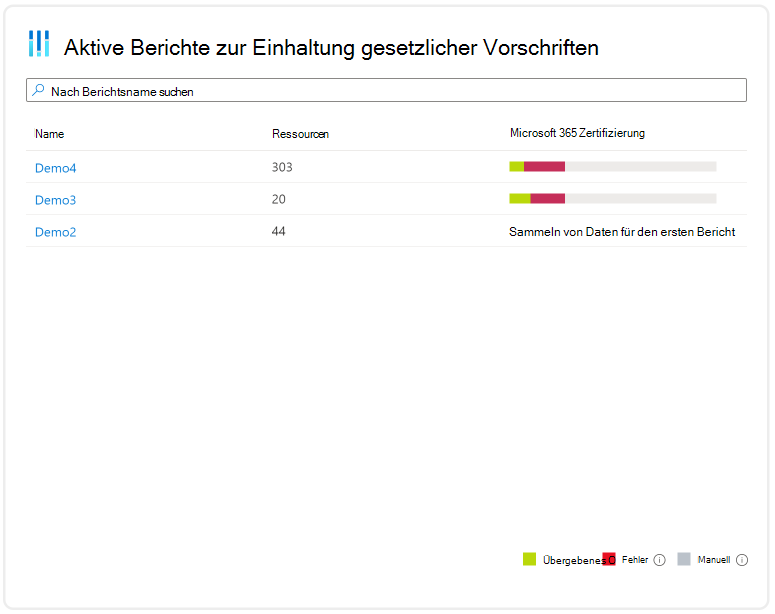 Aktive Berichte zur Einhaltung gesetzlicher Vorschriften
Nach Berichtsname suchen
Name Ressourcen Microsoft 365 Zertifizierung
Demo4 303
Demo3 20
Demo2 44 Sammeln von Daten für den ersten Bericht
Übergebenes O Fehler Manuell